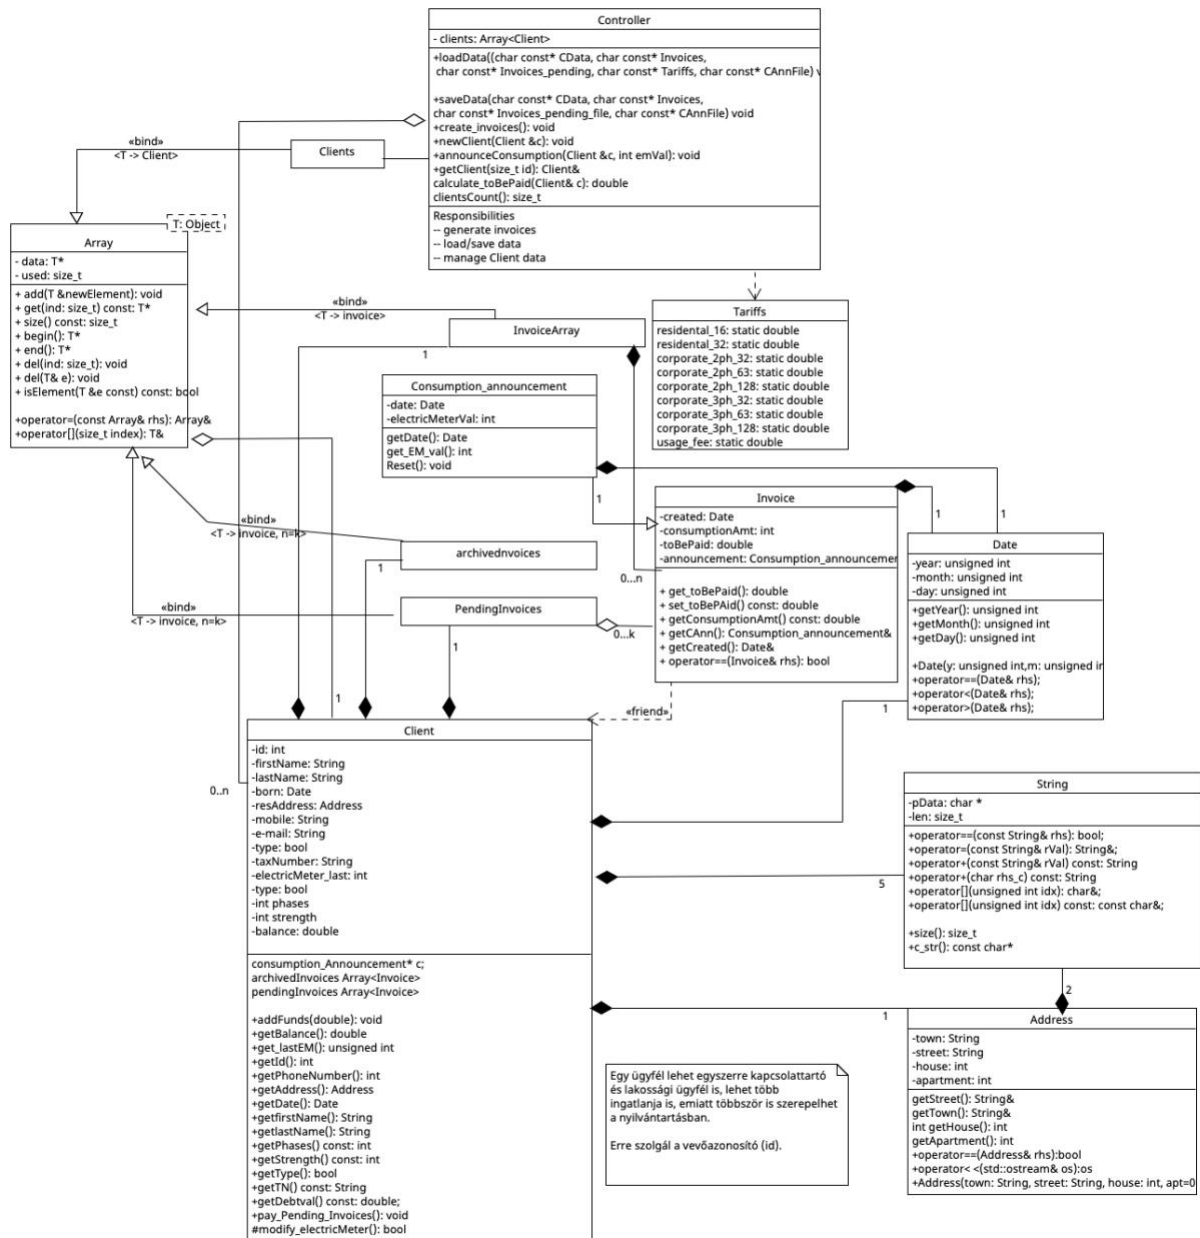 Controller
- clients: Array<Client>
+loadData((char const* CData, char const* Invoices,
char const* Invoices_pending, char const* Tariffs, char const* CAnnFile)
+saveData(char const* CData, char const* Invoices,
char const* Invoices_pending_file, char const* CAnnFile) void
+create_invoices(): void
+newClient(Client &c): void
+announceConsumption(Client &c, int emVal): void
+getClient(size_t id): Client&
calculate_toBePaid(Client& c): double
clientsCount(): size_t
Responsibilities
-- generate invoices
-- load/save data
-- manage Client data
«bind»
<T -> Client>
Clients
T: Object
Array
- data: T*
- used: size_t
+ add(T &newElement): void
+ get(ind: size_t) const: T*
+ size() const: size_t
+ begin(): T*
+ end(): T*
+ del(ind: size_t): void
+ del(T& e): void
+ isElement(T &e const) const: bool
+operator=(const Array& rhs): Array&
+operator[](size_t index): T&
«bind»
<T -> invoice>
InvoiceArray
1
Tariffs
residental_16: static double
residental_32: static double
corporate_2ph_32: static double
corporate_2ph_63: static double
corporate_2ph_128: static double
corporate_3ph_32: static double
corporate_3ph_63: static double
corporate_3ph_128: static double
usage_fee: static double
Consumption_announcement
-date: Date
-electricMeterVal: int
getDate(): Date
get_EM_val(): int
Reset(): void
1
1
1
Invoice
-created: Date
-consumptionAmt: int
-toBePaid: double
-announcement: Consumption_announcemer
+ get_toBePaid(): double
+ set_toBePAid() const: double
+ getConsumptionAmt() const: double
+ getCAnn(): Consumption_announcement&
+ getCreated(): Date&
+ operator==(Invoice& rhs): bool
0...n
0...k
Date
-year: unsigned int
-month: unsigned int
-day: unsigned int
+getYear(): unsigned int
+getMonth(): unsigned int
+getDay(): unsigned int
+Date(y: unsigned int,m: unsigned ir
+operator==(Date& rhs);
+operator<(Date& rhs);
+operator>(Date& rhs);
«bind»
<T -> invoice, n=k>
archivednvoices
1
«bind»
<T -> invoice, n=k>
PendingInvoices
1
1
«friend»
1
0..n
Client
-id: int
-firstName: String
-lastName: String
-born: Date
-resAddress: Address
-mobile: String
-e-mail: String
-type: bool
-taxNumber: String
-electricMeter_last: int
-type: bool
-int phases
-int strength
-balance: double
consumption_Announcement* c;
archivedInvoices Array<Invoice>
pendingInvoices Array<Invoice>
+addFunds(double): void
+getBalance(): double
+get_lastEM(): unsigned int
+getId(): int
+getPhoneNumber(): int
+getAddress(): Address
+getDate(): Date
+getfirstName(): String
+getlastName(): String
+getPhases() const: int
+getStrength() const: int
+getType(): bool
+getTN() const: String
+getDebtval() const: double;
+pay_Pending_Invoices(): void
#modify_electricMeter(): bool
5
String
-pData: char *
-len: size_t
+operator==(const String& rhs): bool;
+operator=(const String& rVal): String&;
+operator+(const String& rVal) const: String
+operator+(char rhs_c) const: String
+operator[](unsigned int idx): char&;
+operator[](unsigned int idx) const: const char&;
+size(): size_t
+c_str(): const char*
2
1
Address
-town: String
-street: String
-house: int
-apartment: int
getStreet(): String&
getTown(): String&
int getHouse(): int
getApartment(): int
+operator==(Address& rhs):bool
+operator< <(std::ostream& os):os
+Address(town: String, street: String, house: int, apt=0
Egy ügyfél lehet egyszerre kapcsolattartó
és lakossági ügyfél is, lehet több
ingatlanja is, emiatt többször is szerepelhet
a nyilvántartásban.
Erre szolgál a vevőazonosító (id).